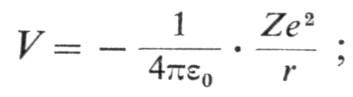 V = − 1/4πε₀ · Ze²/r ;